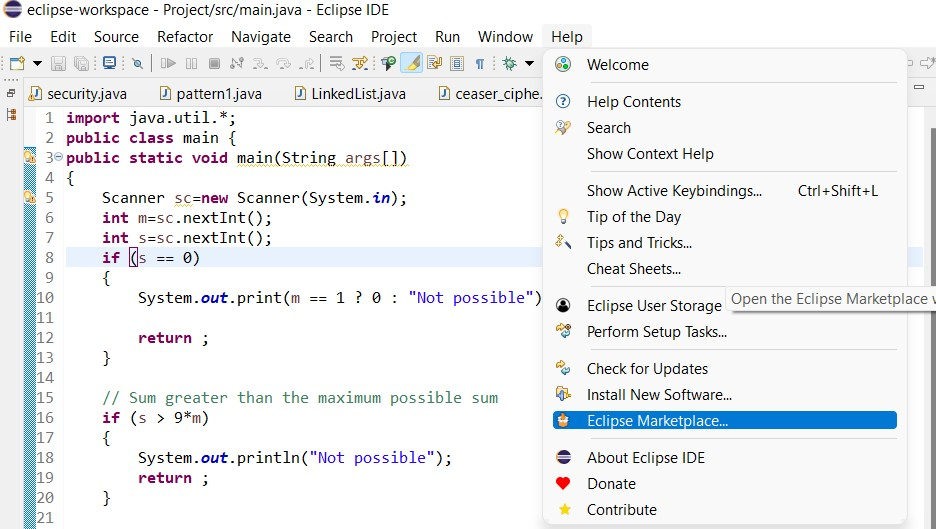 eclipse-workspace - Project/src/main.java - Eclipse IDE
File Edit Source Refactor Navigate Search Project Run Window Help
security.java pattern1.java LinkedList.java ceaser_ciphe.
1 import java.util.*;
2 public class main {
3 public static void main(String args[])
4 {
5 Scanner sc=new Scanner(System.in);
6 int m=sc.nextInt();
7 int s=sc.nextInt();
8 if (s == 0)
9 {
10 System.out.print(m == 1 ? 0 : "Not possible")
11
12 return ;
13 }
14
15 // Sum greater than the maximum possible sum
16 if (s > 9*m)
17 {
18 System.out.println("Not possible");
19 return ;
20 }
21
Welcome
Help Contents
Search
Show Context Help
Show Active Keybindings... Ctrl+Shift+L
Tip of the Day
Tips and Tricks...
Cheat Sheets...
Eclipse User Storage
Open the Eclipse Marketplace
Perform Setup Tasks...
Check for Updates
Install New Software...
Eclipse Marketplace...
About Eclipse IDE
Donate
Contribute